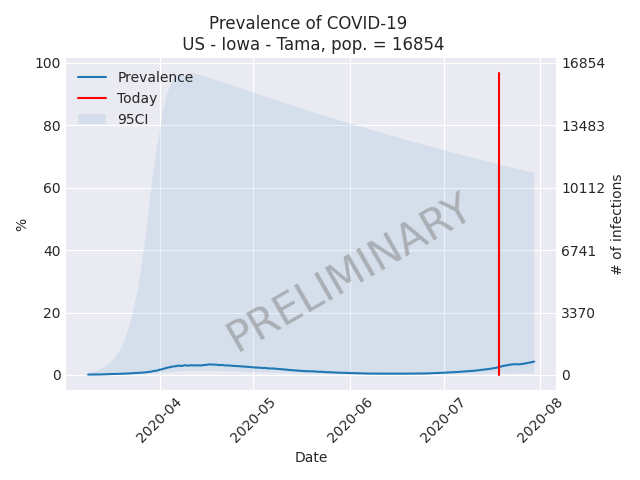 Prevalence of COVID-19
US - Iowa - Tama, pop. = 16854
Prevalence
Today
95CI
100
80
60
40
20
0
%
16854
13483
10112
6741
3370
0
# of infections
PRELIMINARY
2020-04
2020-05
2020-06
2020-07
2020-08
Date